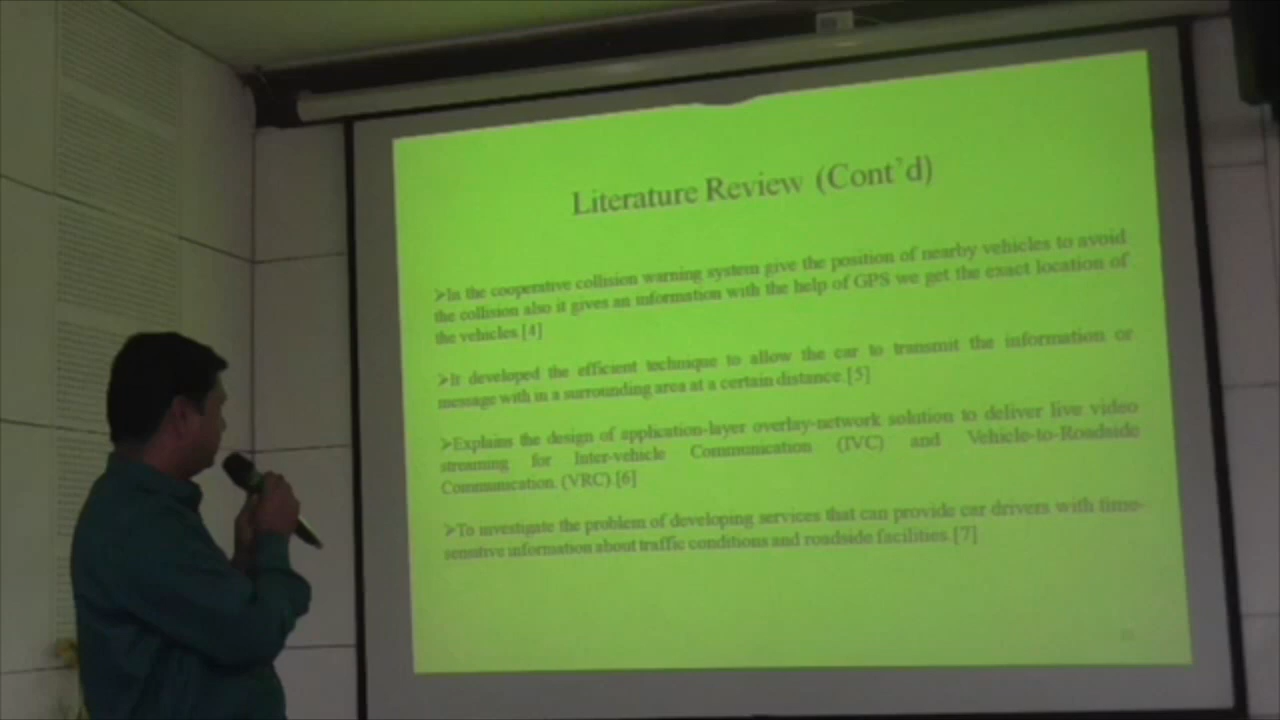 Literature Review (Cont'd)
➢In the cooperative collision warning system give the position of nearby vehicles to avoid
the collision also it gives an information with the help of GPS we get the exact location of
the vehicles.[4]
➢It developed the efficient technique to allow the car to transmit the information or
message with in a surrounding area at a certain distance.[5]
➢Explains the design of application-layer overlay-network solution to deliver live video
streaming for Inter-vehicle Communication (IVC) and Vehicle-to-Roadside
Communication. (VRC).[6]
➢To investigate the problem of developing services that can provide car drivers with time-
sensitive information about traffic conditions and roadside facilities.[7]